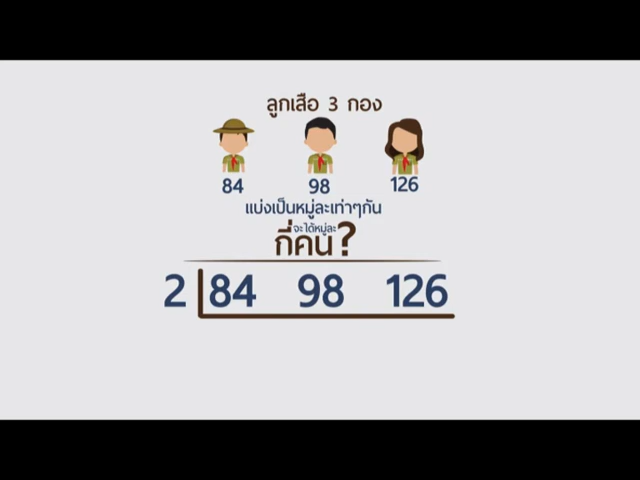 ลูกเสือ 3 กอง
84 98 126
แบ่งเป็นหมู่ละเท่าๆกัน
จะได้หมู่ละ
กี่คน?
2 84 98 126